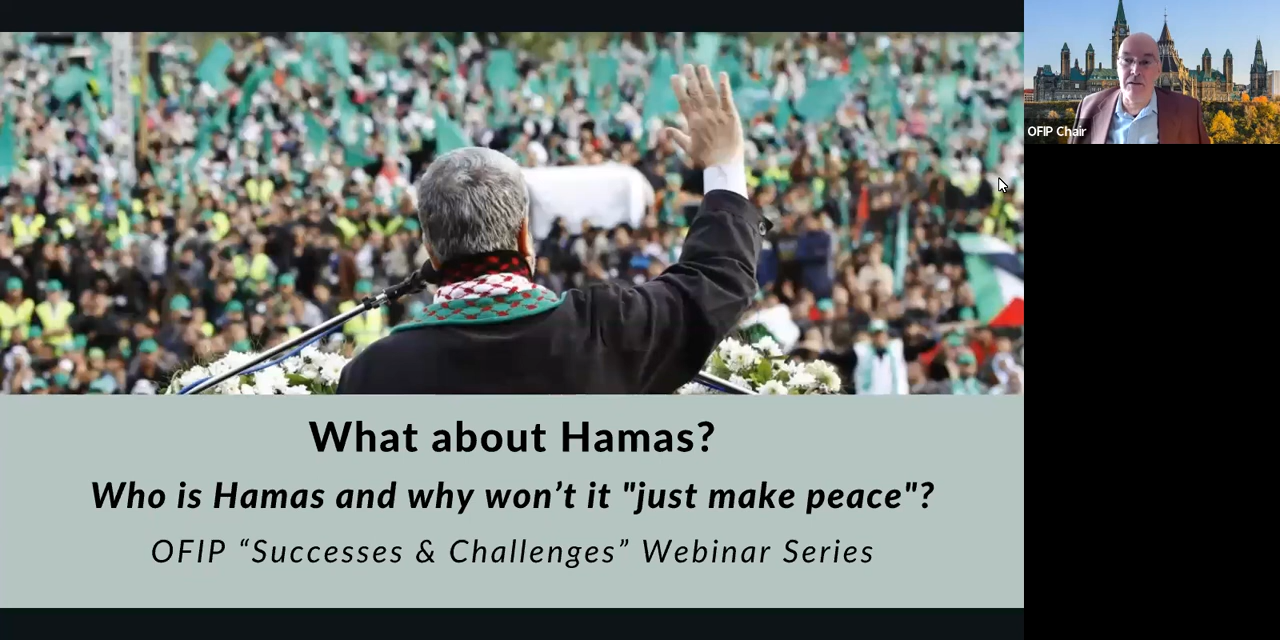 What about Hamas?
Who is Hamas and why won’t it "just make peace"?
OFIP “Successes & Challenges” Webinar Series
OFIP Chair